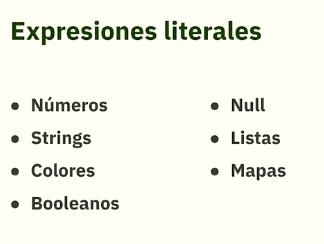 Expresiones literales
• Números
• Strings
• Colores
• Booleanos
• Null
• Listas
• Mapas